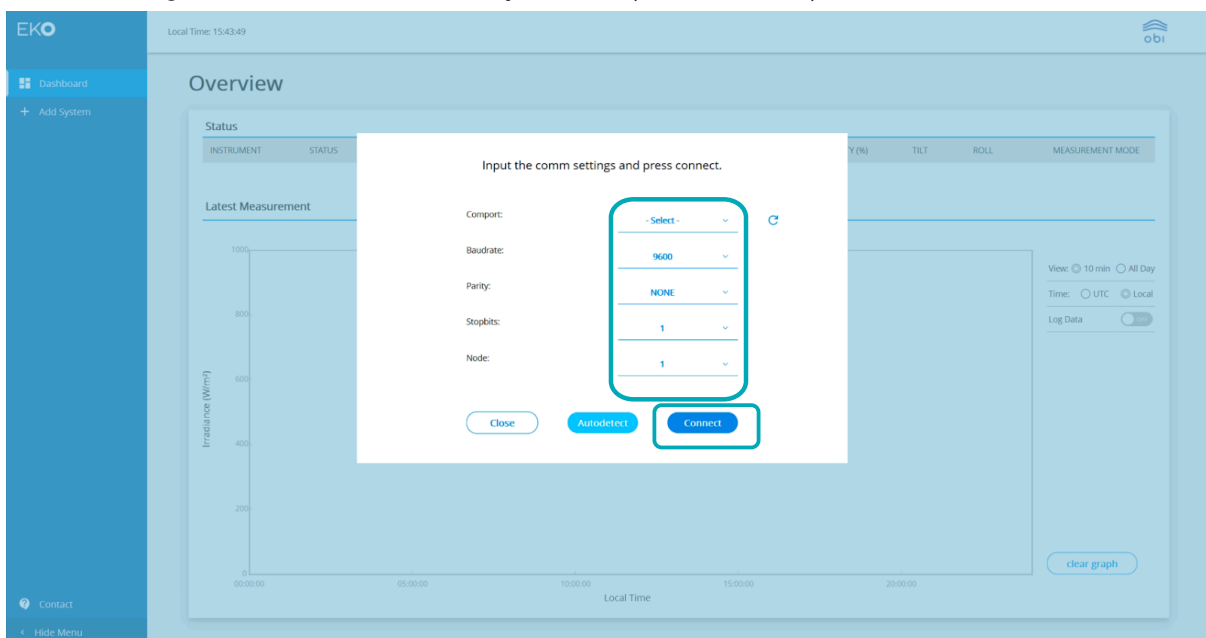 EKO
Local Time: 15:43:49
obi
Dashboard
+ Add System
Overview
Status
INSTRUMENT STATUS Y (%) TILT ROLL MEASUREMENT MODE
Input the comm settings and press connect.
Latest Measurement
Comport: - Select -
Baudrate: 9600
Parity: NONE
Stopbits: 1
Node: 1
Close Autodetect Connect
1000
800
600
400
200
0
Irradiance (W/m²)
00:00:00 05:00:00 10:00:00 15:00:00 20:00:00
Local Time
View: 10 min All Day
Time: UTC Local
Log Data
clear graph
Contact
< Hide Menu